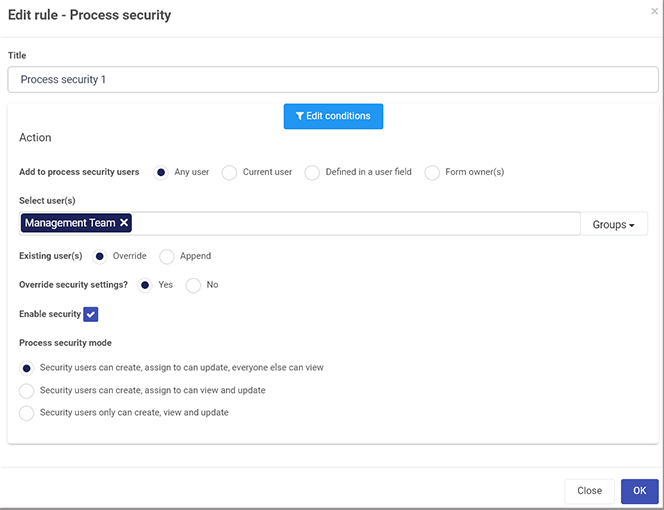 Edit rule - Process security
×
Title
Process security 1
Edit conditions
Action
Add to process security users Any user Current user Defined in a user field Form owner(s)
Select user(s)
Management Team × Groups
Existing user(s) Override Append
Override security settings? Yes No
Enable security
Process security mode
Security users can create, assign to can update, everyone else can view
Security users can create, assign to can view and update
Security users only can create, view and update
Close OK